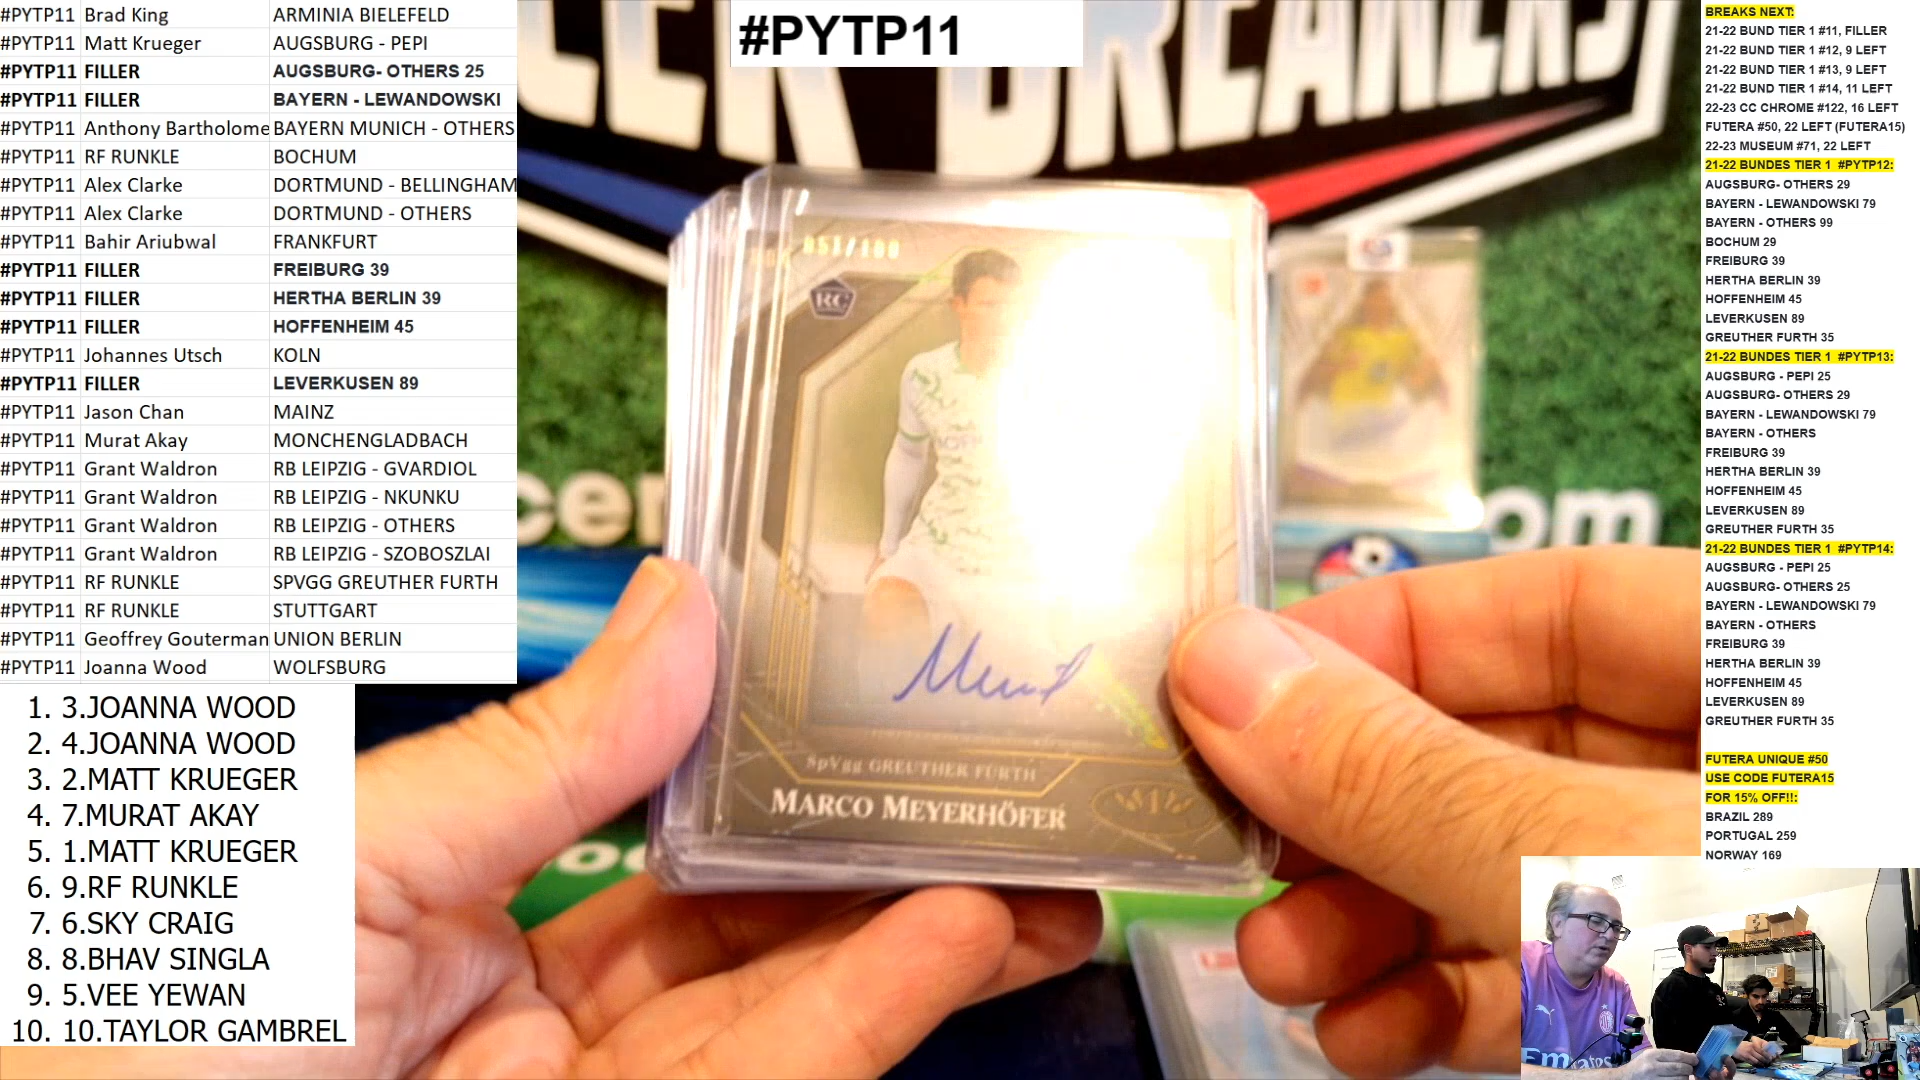 #PYTP11 Brad King ARMINIA BIELEFELD
#PYTP11 Matt Krueger AUGSBURG - PEPI
#PYTP11 FILLER AUGSBURG- OTHERS 25
#PYTP11 FILLER BAYERN - LEWANDOWSKI
#PYTP11 Anthony Bartholome BAYERN MUNICH - OTHERS
#PYTP11 RF RUNKLE BOCHUM
#PYTP11 Alex Clarke DORTMUND - BELLINGHAM
#PYTP11 Alex Clarke DORTMUND - OTHERS
#PYTP11 Bahir Ariubwal FRANKFURT
#PYTP11 FILLER FREIBURG 39
#PYTP11 FILLER HERTHA BERLIN 39
#PYTP11 FILLER HOFFENHEIM 45
#PYTP11 Johannes Utsch KOLN
#PYTP11 FILLER LEVERKUSEN 89
#PYTP11 Jason Chan MAINZ
#PYTP11 Murat Akay MONCHENGLADBACH
#PYTP11 Grant Waldron RB LEIPZIG - GVARDIOL
#PYTP11 Grant Waldron RB LEIPZIG - NKUNKU
#PYTP11 Grant Waldron RB LEIPZIG - OTHERS
#PYTP11 Grant Waldron RB LEIPZIG - SZOBOSZLAI
#PYTP11 RF RUNKLE SPVGG GREUTHER FURTH
#PYTP11 RF RUNKLE STUTTGART
#PYTP11 Geoffrey Gouterman UNION BERLIN
#PYTP11 Joanna Wood WOLFSBURG
1. 3.JOANNA WOOD
2. 4.JOANNA WOOD
3. 2.MATT KRUEGER
4. 7.MURAT AKAY
5. 1.MATT KRUEGER
6. 9.RF RUNKLE
7. 6.SKY CRAIG
8. 8.BHAV SINGLA
9. 5.VEE YEWAN
10. 10.TAYLOR GAMBREL
#PYTP11
CER BREAKERS
051/100
RC
SpVgg GREUTHER FÜRTH
MARCO MEYERHÖFER
om
Emirates
BREAKS NEXT:
21-22 BUND TIER 1 #11, FILLER
21-22 BUND TIER 1 #12, 9 LEFT
21-22 BUND TIER 1 #13, 9 LEFT
21-22 BUND TIER 1 #14, 11 LEFT
22-23 CC CHROME #122, 16 LEFT
FUTERA #50, 22 LEFT (FUTERA15)
22-23 MUSEUM #71, 22 LEFT
21-22 BUNDES TIER 1 #PYTP12:
AUGSBURG- OTHERS 29
BAYERN - LEWANDOWSKI 79
BAYERN - OTHERS 99
BOCHUM 29
FREIBURG 39
HERTHA BERLIN 39
HOFFENHEIM 45
LEVERKUSEN 89
GREUTHER FURTH 35
21-22 BUNDES TIER 1 #PYTP13:
AUGSBURG - PEPI 25
AUGSBURG- OTHERS 29
BAYERN - LEWANDOWSKI 79
BAYERN - OTHERS
FREIBURG 39
HERTHA BERLIN 39
HOFFENHEIM 45
LEVERKUSEN 89
GREUTHER FURTH 35
21-22 BUNDES TIER 1 #PYTP14:
AUGSBURG - PEPI 25
AUGSBURG- OTHERS 25
BAYERN - LEWANDOWSKI 79
BAYERN - OTHERS
FREIBURG 39
HERTHA BERLIN 39
HOFFENHEIM 45
LEVERKUSEN 89
GREUTHER FURTH 35
FUTERA UNIQUE #50
USE CODE FUTERA15
FOR 15% OFF!!:
BRAZIL 289
PORTUGAL 259
NORWAY 169